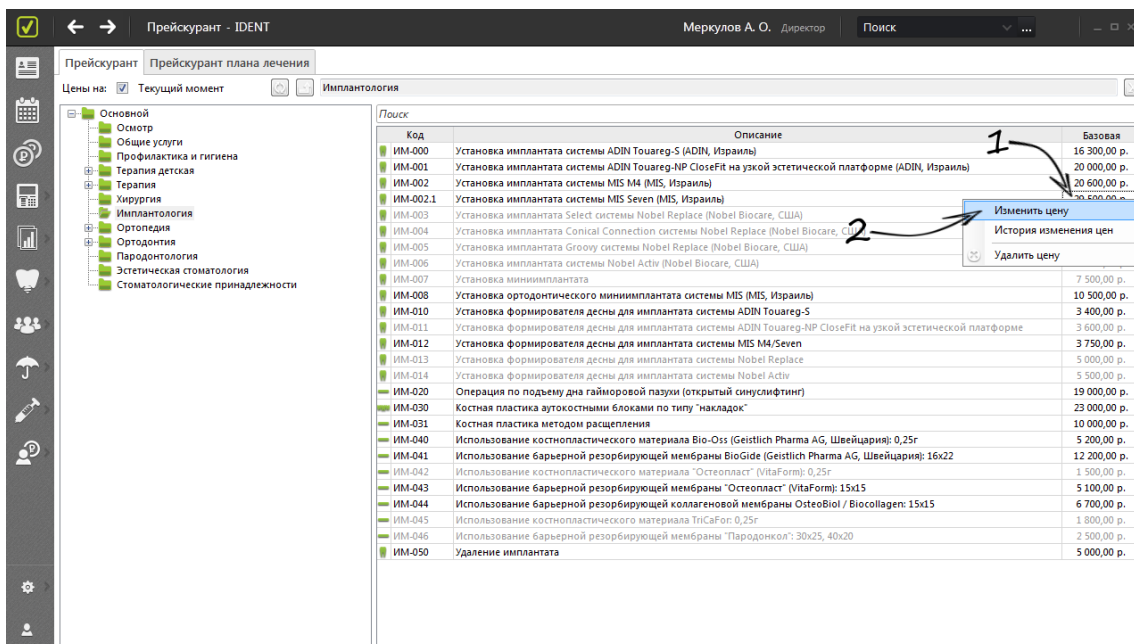 Прейскурант - IDENT Меркулов А. О. Директор Поиск ...
Прейскурант Прейскурант плана лечения
Цены на: Текущий момент Имплантология
Основной
Осмотр
Общие услуги
Профилактика и гигиена
Терапия детская
Терапия
Хирургия
Имплантология
Ортопедия
Ортодонтия
Пародонтология
Эстетическая стоматология
Стоматологические принадлежности
Поиск
Код Описание Базовая
ИМ-000 Установка имплантата системы ADIN Touareg-S (ADIN, Израиль) 16 300,00 р.
ИМ-001 Установка имплантата системы ADIN Touareg-NP CloseFit на узкой эстетической платформе (ADIN, Израиль) 20 000,00 р.
ИМ-002 Установка имплантата системы MIS M4 (MIS, Израиль) 20 600,00 р.
ИМ-002.1 Установка имплантата системы MIS Seven (MIS, Израиль)
ИМ-003 Установка имплантата Select системы Nobel Replace (Nobel Biocare, США)
ИМ-004 Установка имплантата Conical Connection системы Nobel Replace (Nobel Biocare,
ИМ-005 Установка имплантата Groovy системы Nobel Replace (Nobel Biocare, США)
ИМ-006 Установка имплантата системы Nobel Activ (Nobel Biocare, США)
ИМ-007 Установка миниимплантата 7 500,00 р.
ИМ-008 Установка ортодонтического миниимплантата системы MIS (MIS, Израиль) 10 500,00 р.
ИМ-010 Установка формирователя десны для имплантата системы ADIN Touareg-S 3 400,00 р.
ИМ-011 Установка формирователя десны для имплантата системы ADIN Touareg-NP CloseFit на узкой эстетической платформе 3 600,00 р.
ИМ-012 Установка формирователя десны для имплантата системы MIS M4/Seven 3 750,00 р.
ИМ-013 Установка формирователя десны для имплантата системы Nobel Replace 5 000,00 р.
ИМ-014 Установка формирователя десны для имплантата системы Nobel Activ 5 500,00 р.
ИМ-020 Операция по подъему дна гайморовой пазухи (открытый синуслифтинг) 19 000,00 р.
ИМ-030 Костная пластика аутокостными блоками по типу "накладок" 23 000,00 р.
ИМ-031 Костная пластика методом расщепления 10 000,00 р.
ИМ-040 Использование костнопластического материала Bio-Oss (Geistlich Pharma AG, Швейцария): 0,25г 5 200,00 р.
ИМ-041 Использование барьерной резорбирующей мембраны BioGide (Geistlich Pharma AG, Швейцария): 16x22 12 200,00 р.
ИМ-042 Использование костнопластического материала "Остеопласт" (VitaForm): 0,25г 1 500,00 р.
ИМ-043 Использование барьерной резорбирующей мембраны "Остеопласт" (VitaForm): 15x15 5 100,00 р.
ИМ-044 Использование барьерной резорбирующей коллагеновой мембраны OsteoBiol / Biocollagen: 15x15 6 700,00 р.
ИМ-045 Использование костнопластического материала TriCaFor: 0,25г 1 800,00 р.
ИМ-046 Использование барьерной резорбирующей мембраны "Пародонкол": 30x25, 40x20 2 500,00 р.
ИМ-050 Удаление имплантата 5 000,00 р.
1
2
Изменить цену
История изменения цен
Удалить цену